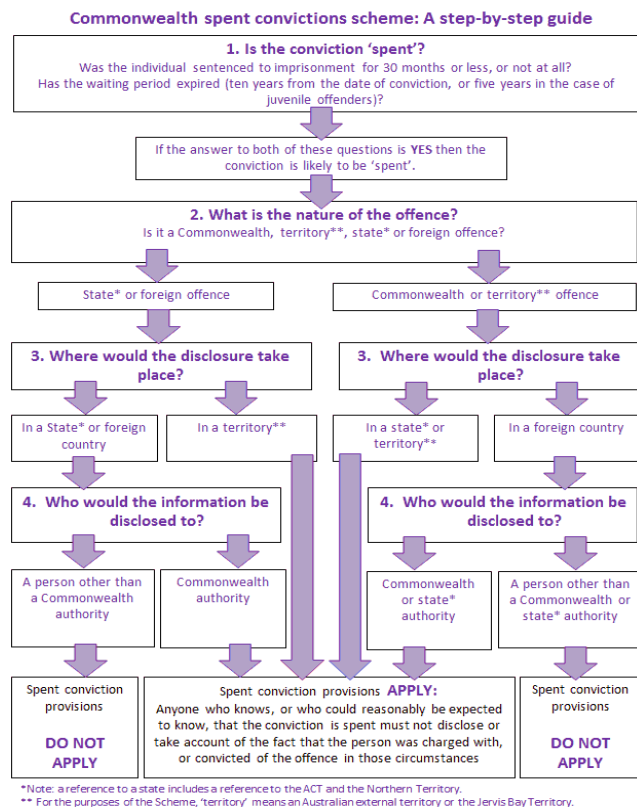 Commonwealth spent convictions scheme: A step-by-step guide
1. Is the conviction ‘spent’?
Was the individual sentenced to imprisonment for 30 months or less, or not at all?
Has the waiting period expired (ten years from the date of conviction, or five years in the case of
juvenile offenders)?
If the answer to both of these questions is YES then the
conviction is likely to be ‘spent’.
2. What is the nature of the offence?
Is it a Commonwealth, territory**, state* or foreign offence?
State* or foreign offence
Commonwealth or territory** offence
3. Where would the disclosure take
place?
3. Where would the disclosure take
place?
In a State* or foreign
country
In a territory**
In a state* or
territory**
In a foreign country
4. Who would the information be
disclosed to?
4. Who would the information be
disclosed to?
A person other than
a Commonwealth
authority
Commonwealth
authority
Commonwealth
or state*
authority
A person other than
a Commonwealth or
state* authority
Spent conviction
provisions
DO NOT
APPLY
Spent conviction provisions APPLY:
Anyone who knows, or who could reasonably be expected
to know, that the conviction is spent must not disclose or
take account of the fact that the person was charged with,
or convicted of the offence in those circumstances
Spent conviction
provisions
DO NOT
APPLY
*Note: a reference to a state includes a reference to the ACT and the Northern Territory.
** For the purposes of the Scheme, ‘territory’ means an Australian external territory or the Jervis Bay Territory.